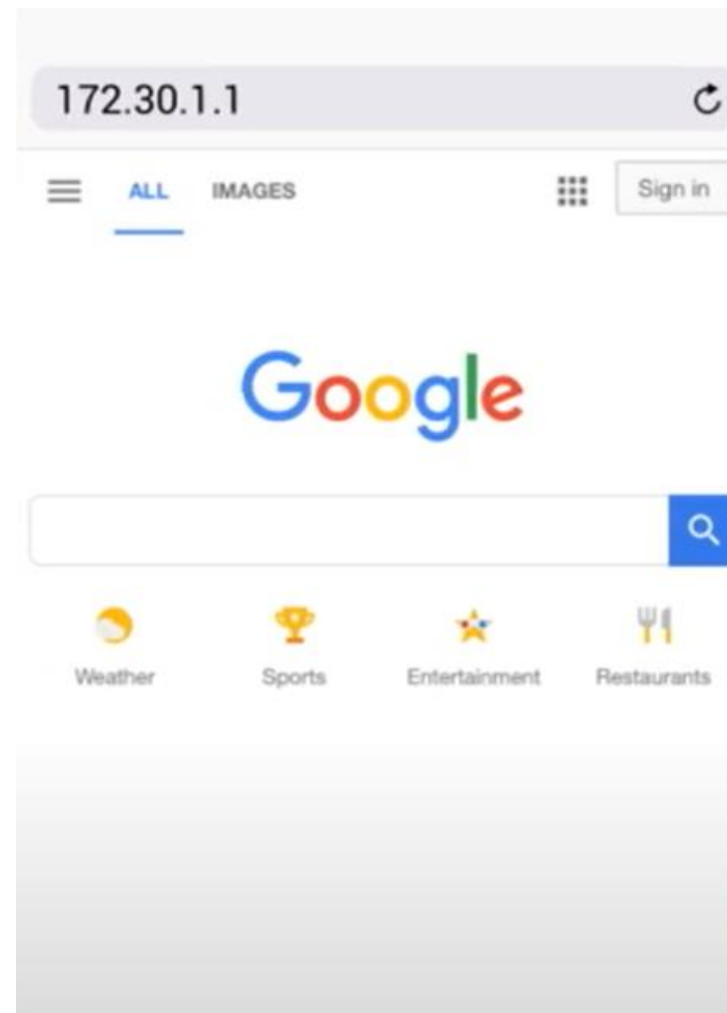 172.30.1.1
ALL IMAGES Sign in
Google
Weather Sports Entertainment Restaurants